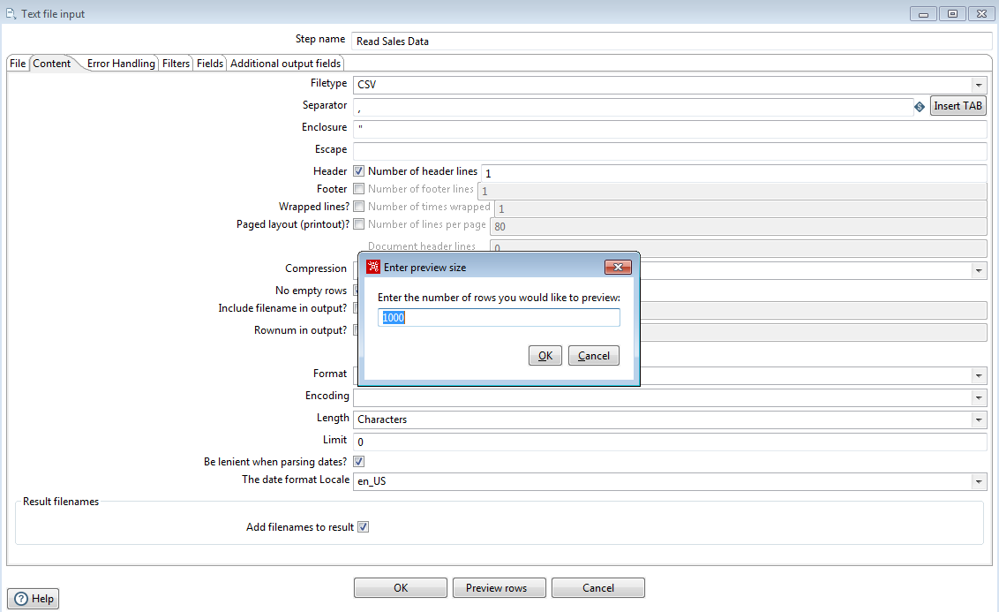 Text file input
Step name Read Sales Data
File Content Error Handling Filters Fields Additional output fields
Filetype CSV
Separator , Insert TAB
Enclosure "
Escape
Header Number of header lines 1
Footer Number of footer lines 1
Wrapped lines? Number of times wrapped 1
Paged layout (printout)? Number of lines per page 80
Document header lines 0
Compression
No empty rows
Include filename in output?
Rownum in output?
Enter preview size
Enter the number of rows you would like to preview:
1000
OK Cancel
Format
Encoding
Length Characters
Limit 0
Be lenient when parsing dates?
The date format Locale en_US
Result filenames
Add filenames to result
OK Preview rows Cancel
? Help